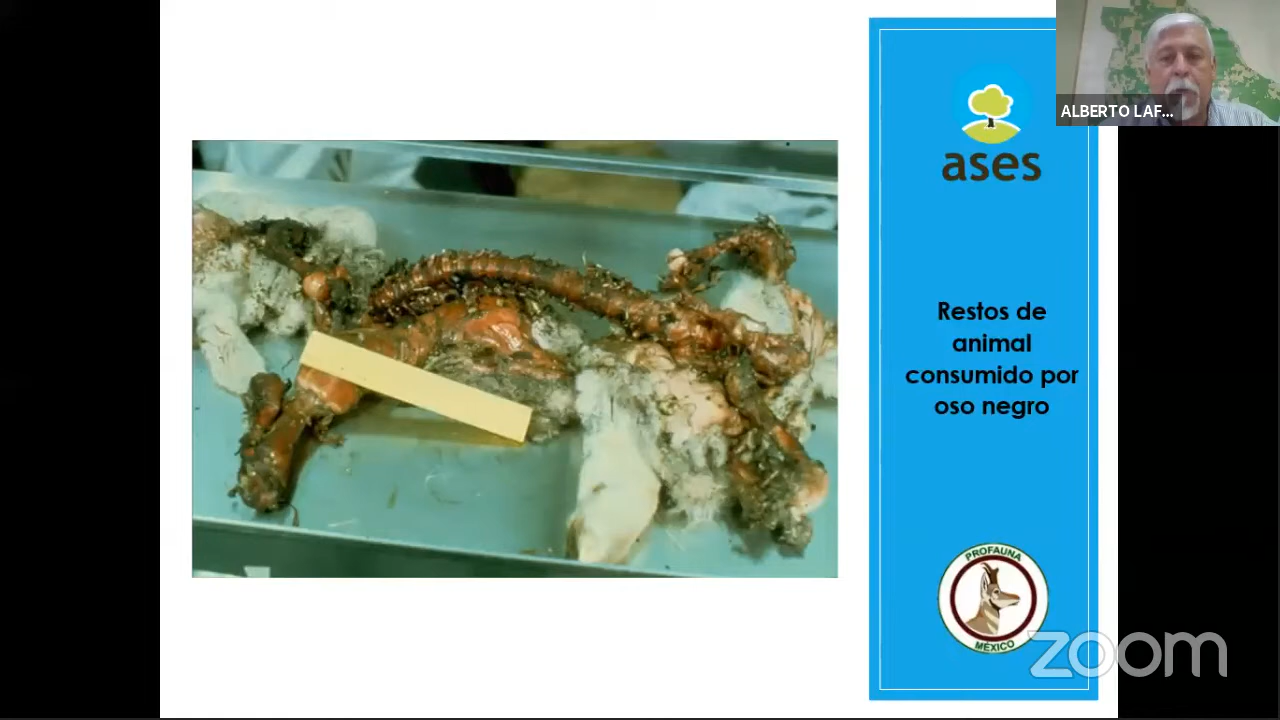 ALBERTO LAF...
ases
Restos de
animal
consumido por
oso negro
PROFAUNA
MÉXICO
zoom